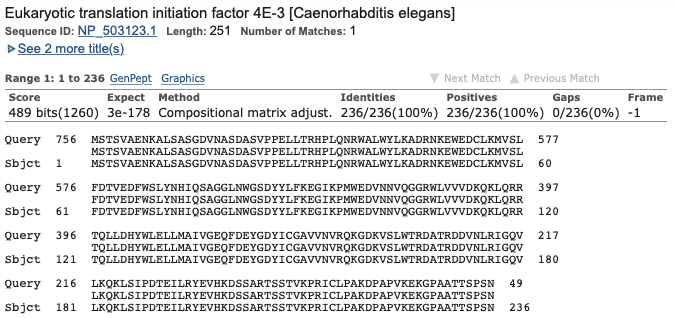 Eukaryotic translation initiation factor 4E-3 [Caenorhabditis elegans]
Sequence ID: NP_503123.1 Length: 251 Number of Matches: 1
See 2 more title(s)
Range 1: 1 to 236 GenPept Graphics Next Match Previous Match
Score Expect Method Identities Positives Gaps Frame
489 bits(1260) 3e-178 Compositional matrix adjust. 236/236(100%) 236/236(100%) 0/236(0%) -1
Query 756 MSTSVAENKALSASGDVNASDASVPPELLTRHPLQNRWALWYLKADRNKEWEDCLKMVSL 577
MSTSVAENKALSASGDVNASDASVPPELLTRHPLQNRWALWYLKADRNKEWEDCLKMVSL
Sbjct 1 MSTSVAENKALSASGDVNASDASVPPELLTRHPLQNRWALWYLKADRNKEWEDCLKMVSL 60
Query 576 FDTVEDFWSLYNHIQSAGGLNWGSDYYLFKEGIKPMWEDVNNVQGGRWLVVVDKQKLQRR 397
FDTVEDFWSLYNHIQSAGGLNWGSDYYLFKEGIKPMWEDVNNVQGGRWLVVVDKQKLQRR
Sbjct 61 FDTVEDFWSLYNHIQSAGGLNWGSDYYLFKEGIKPMWEDVNNVQGGRWLVVVDKQKLQRR 120
Query 396 TQLLDHYWLELLMAIVGEQFDEYGDYICGAVVNVRQKGDKVSLWTRDATRDDVNLRIGQV 217
TQLLDHYWLELLMAIVGEQFDEYGDYICGAVVNVRQKGDKVSLWTRDATRDDVNLRIGQV
Sbjct 121 TQLLDHYWLELLMAIVGEQFDEYGDYICGAVVNVRQKGDKVSLWTRDATRDDVNLRIGQV 180
Query 216 LKQKLSIPDTEILRYEVHKDSSARTSSTVKPRICLPAKDPAPVKEKGPAATTSPSN 49
LKQKLSIPDTEILRYEVHKDSSARTSSTVKPRICLPAKDPAPVKEKGPAATTSPSN
Sbjct 181 LKQKLSIPDTEILRYEVHKDSSARTSSTVKPRICLPAKDPAPVKEKGPAATTSPSN 236